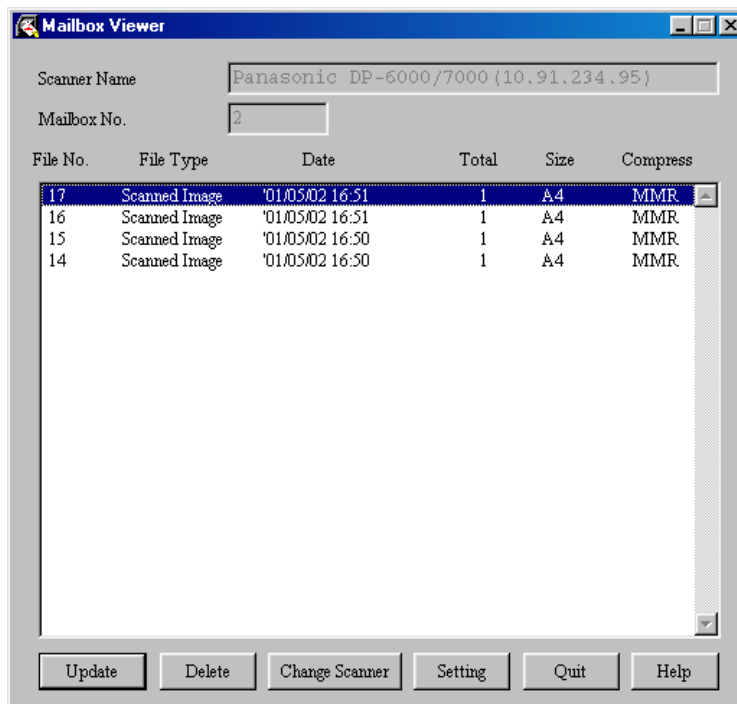 Mailbox Viewer
Scanner Name Panasonic DP-6000/7000(10.91.234.95)
Mailbox No. 2
File No. File Type Date Total Size Compress
17 Scanned Image '01/05/02 16:51 1 A4 MMR
16 Scanned Image '01/05/02 16:51 1 A4 MMR
15 Scanned Image '01/05/02 16:50 1 A4 MMR
14 Scanned Image '01/05/02 16:50 1 A4 MMR
Update Delete Change Scanner Setting Quit Help